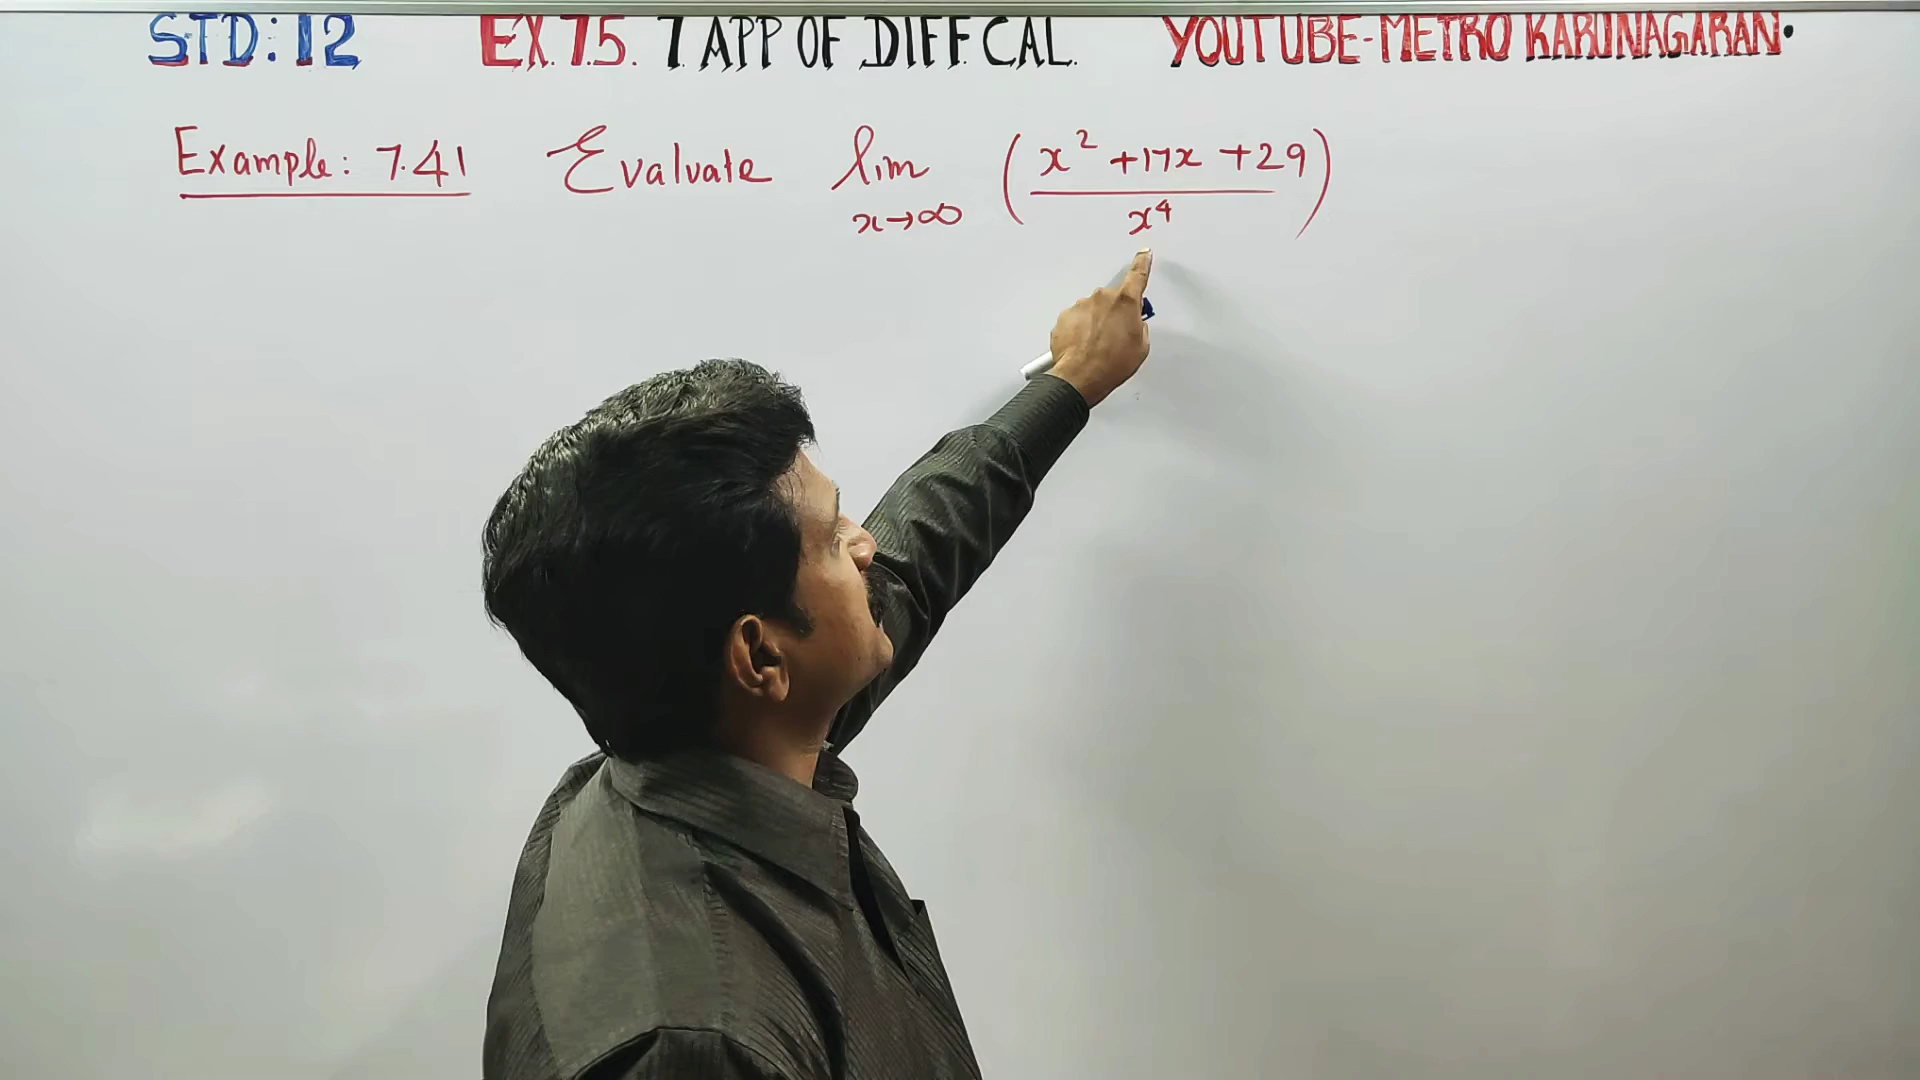 STD: 12 EX. 7.5. 7. APP OF DIFF. CAL. YOUTUBE-METRO KARUNAGARAN.
Example: 7.41 Evaluate lim x→∞ (x² +17x +29 / x⁴)